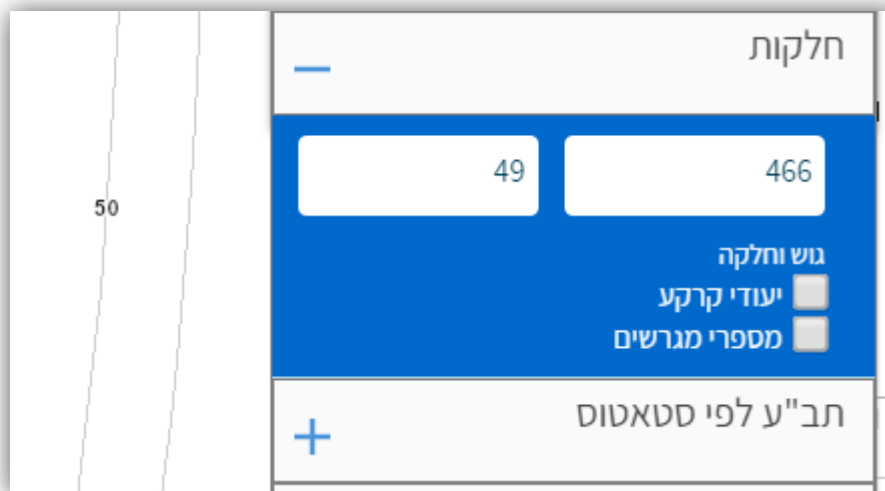 חלקות
466 49
50
גוש וחלקה
יעודי קרקע
מספרי מגרשים
תב"ע לפי סטאטוס